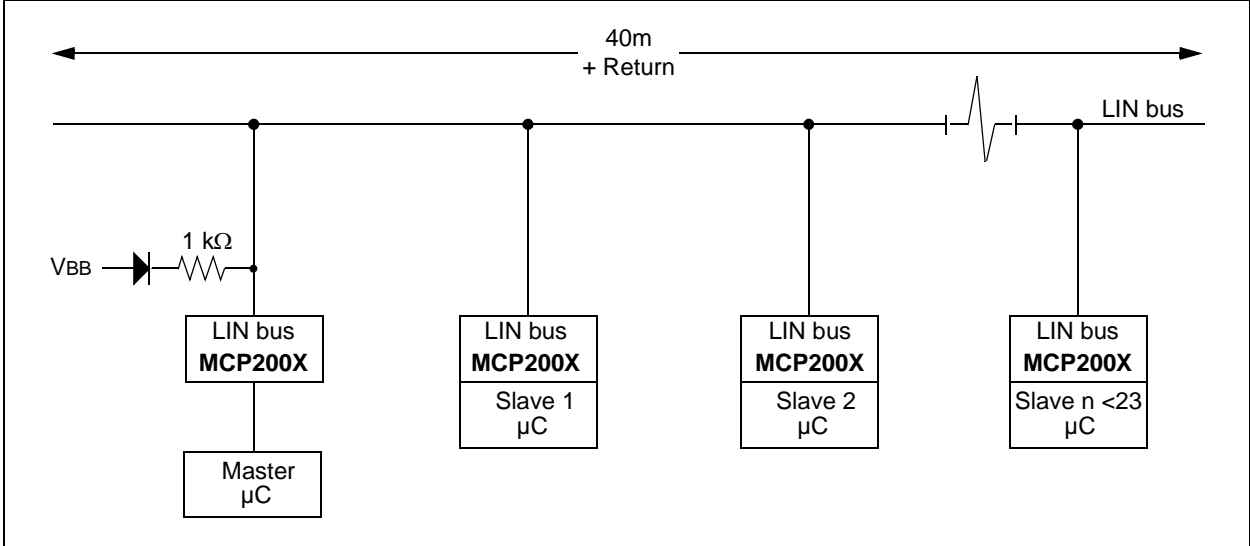 40m
+ Return
LIN bus
1 kΩ
VBB
LIN bus
MCP200X
Master
µC
LIN bus
MCP200X
Slave 1
µC
LIN bus
MCP200X
Slave 2
µC
LIN bus
MCP200X
Slave n <23
µC